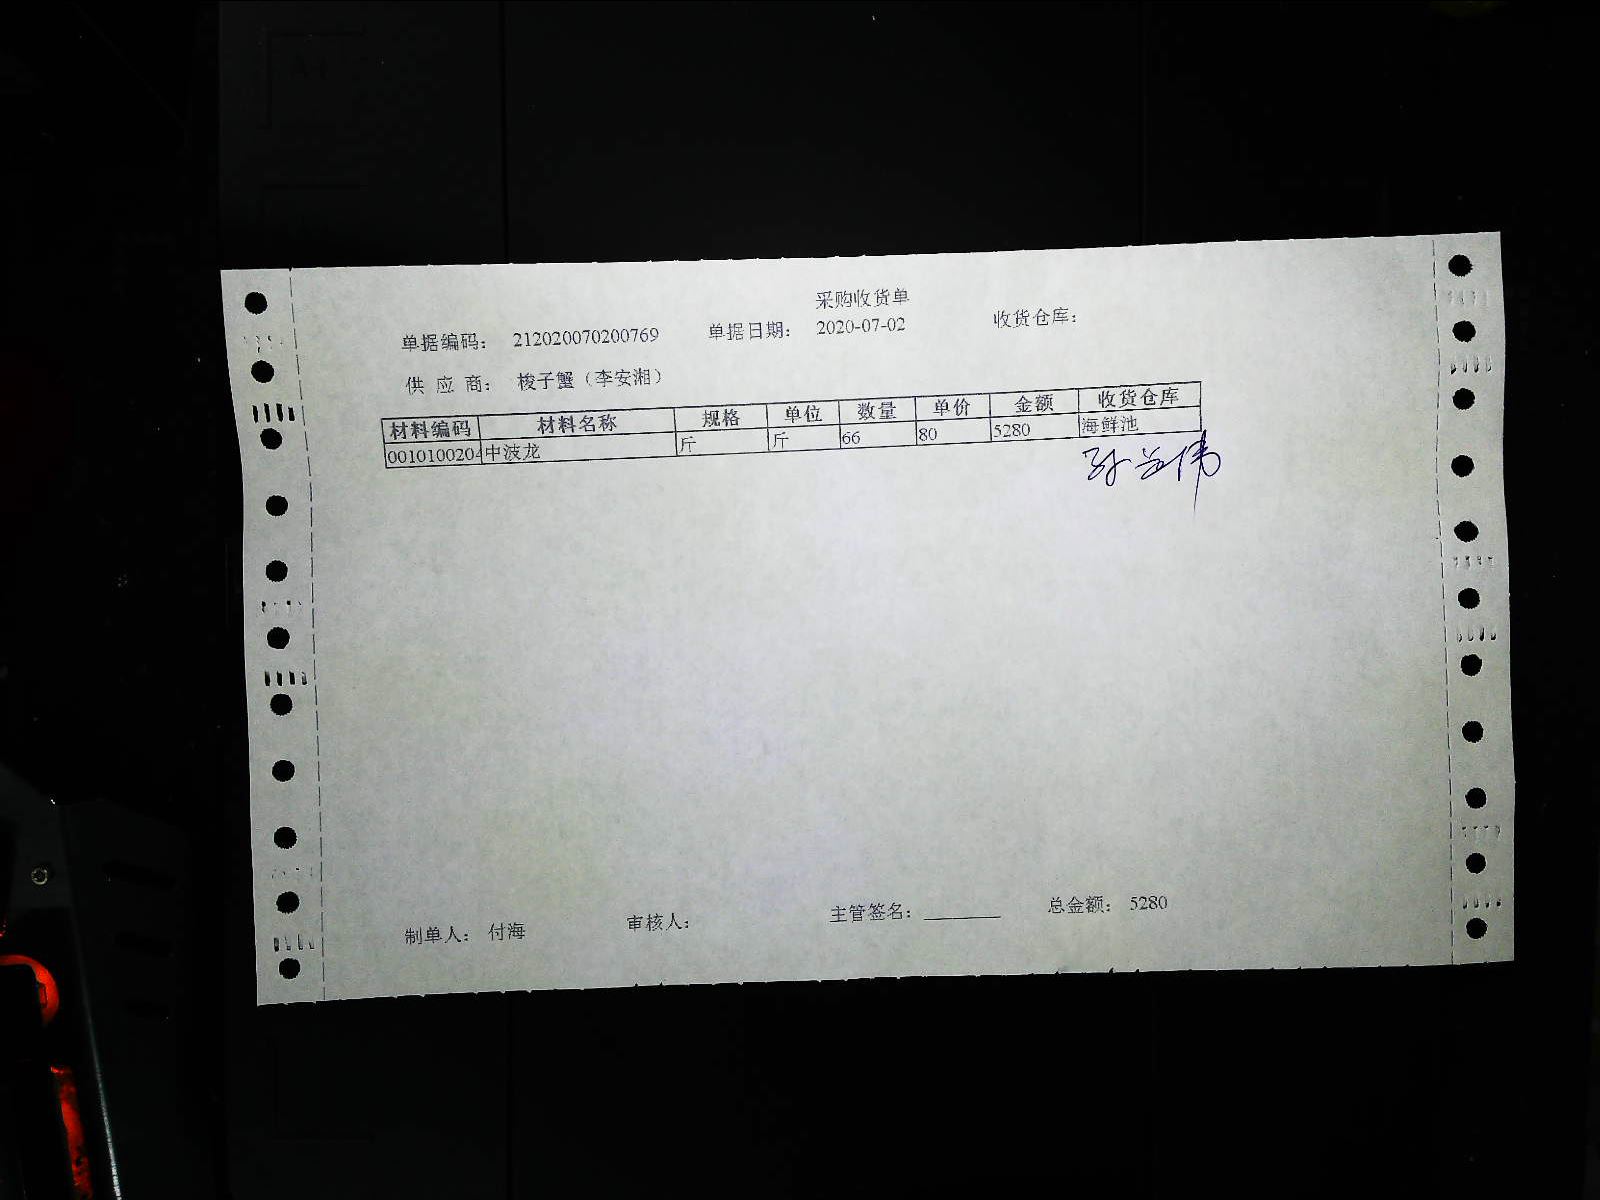 采购收货单
单据编码： 212020070200769 单据日期： 2020-07-02 收货仓库：
供 应 商： 梭子蟹（李安湘）
材料编码 材料名称 规格 单位 数量 单价 金额 收货仓库
0010100204 中波龙 斤 斤 66 80 5280 海鲜池
制单人： 付海 审核人： 主管签名： 总金额： 5280